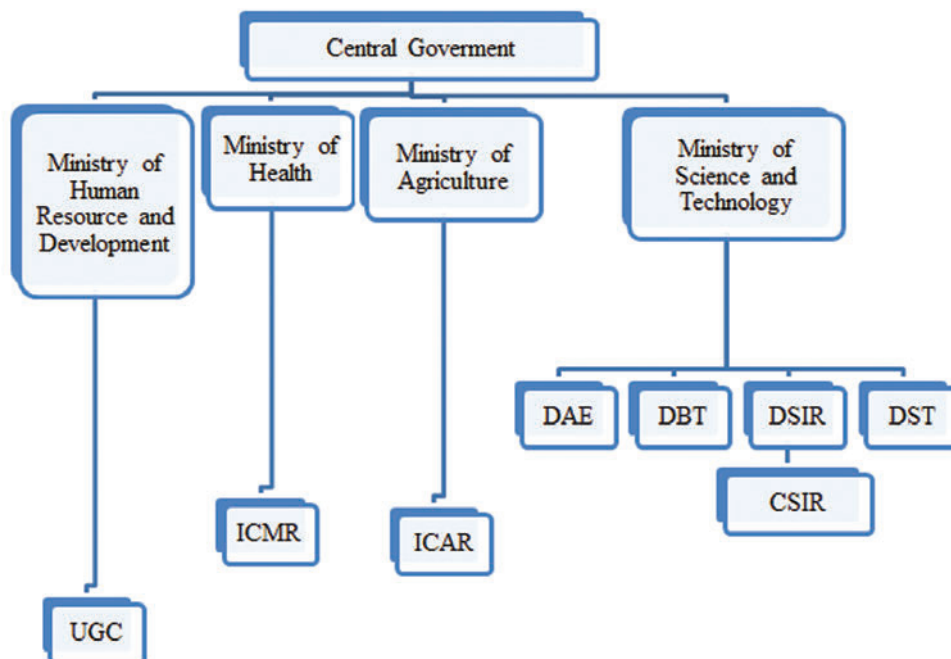 Central Goverment
Ministry of
Human
Resource and
Development
Ministry of
Health
Ministry of
Agriculture
Ministry of
Science and
Technology
DAE
DBT
DSIR
DST
CSIR
ICMR
ICAR
UGC